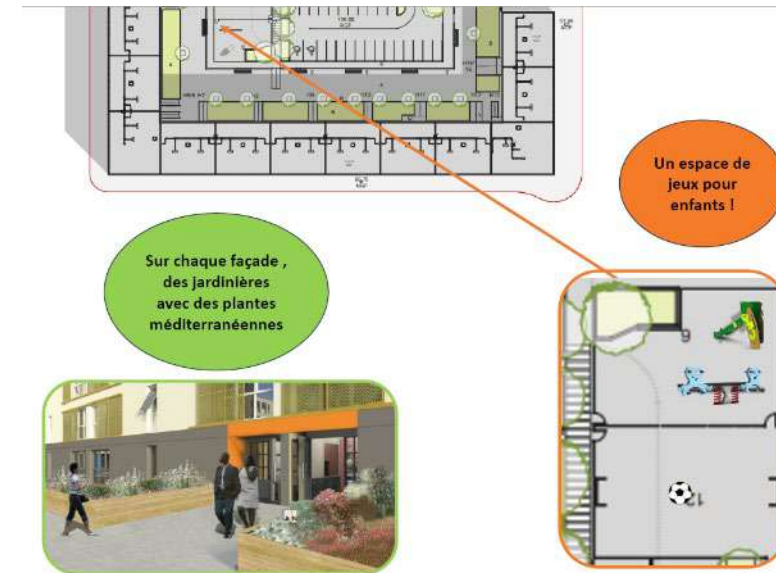 Un espace de
jeux pour
enfants !
Sur chaque façade ,
des jardinières
avec des plantes
méditerranéennes